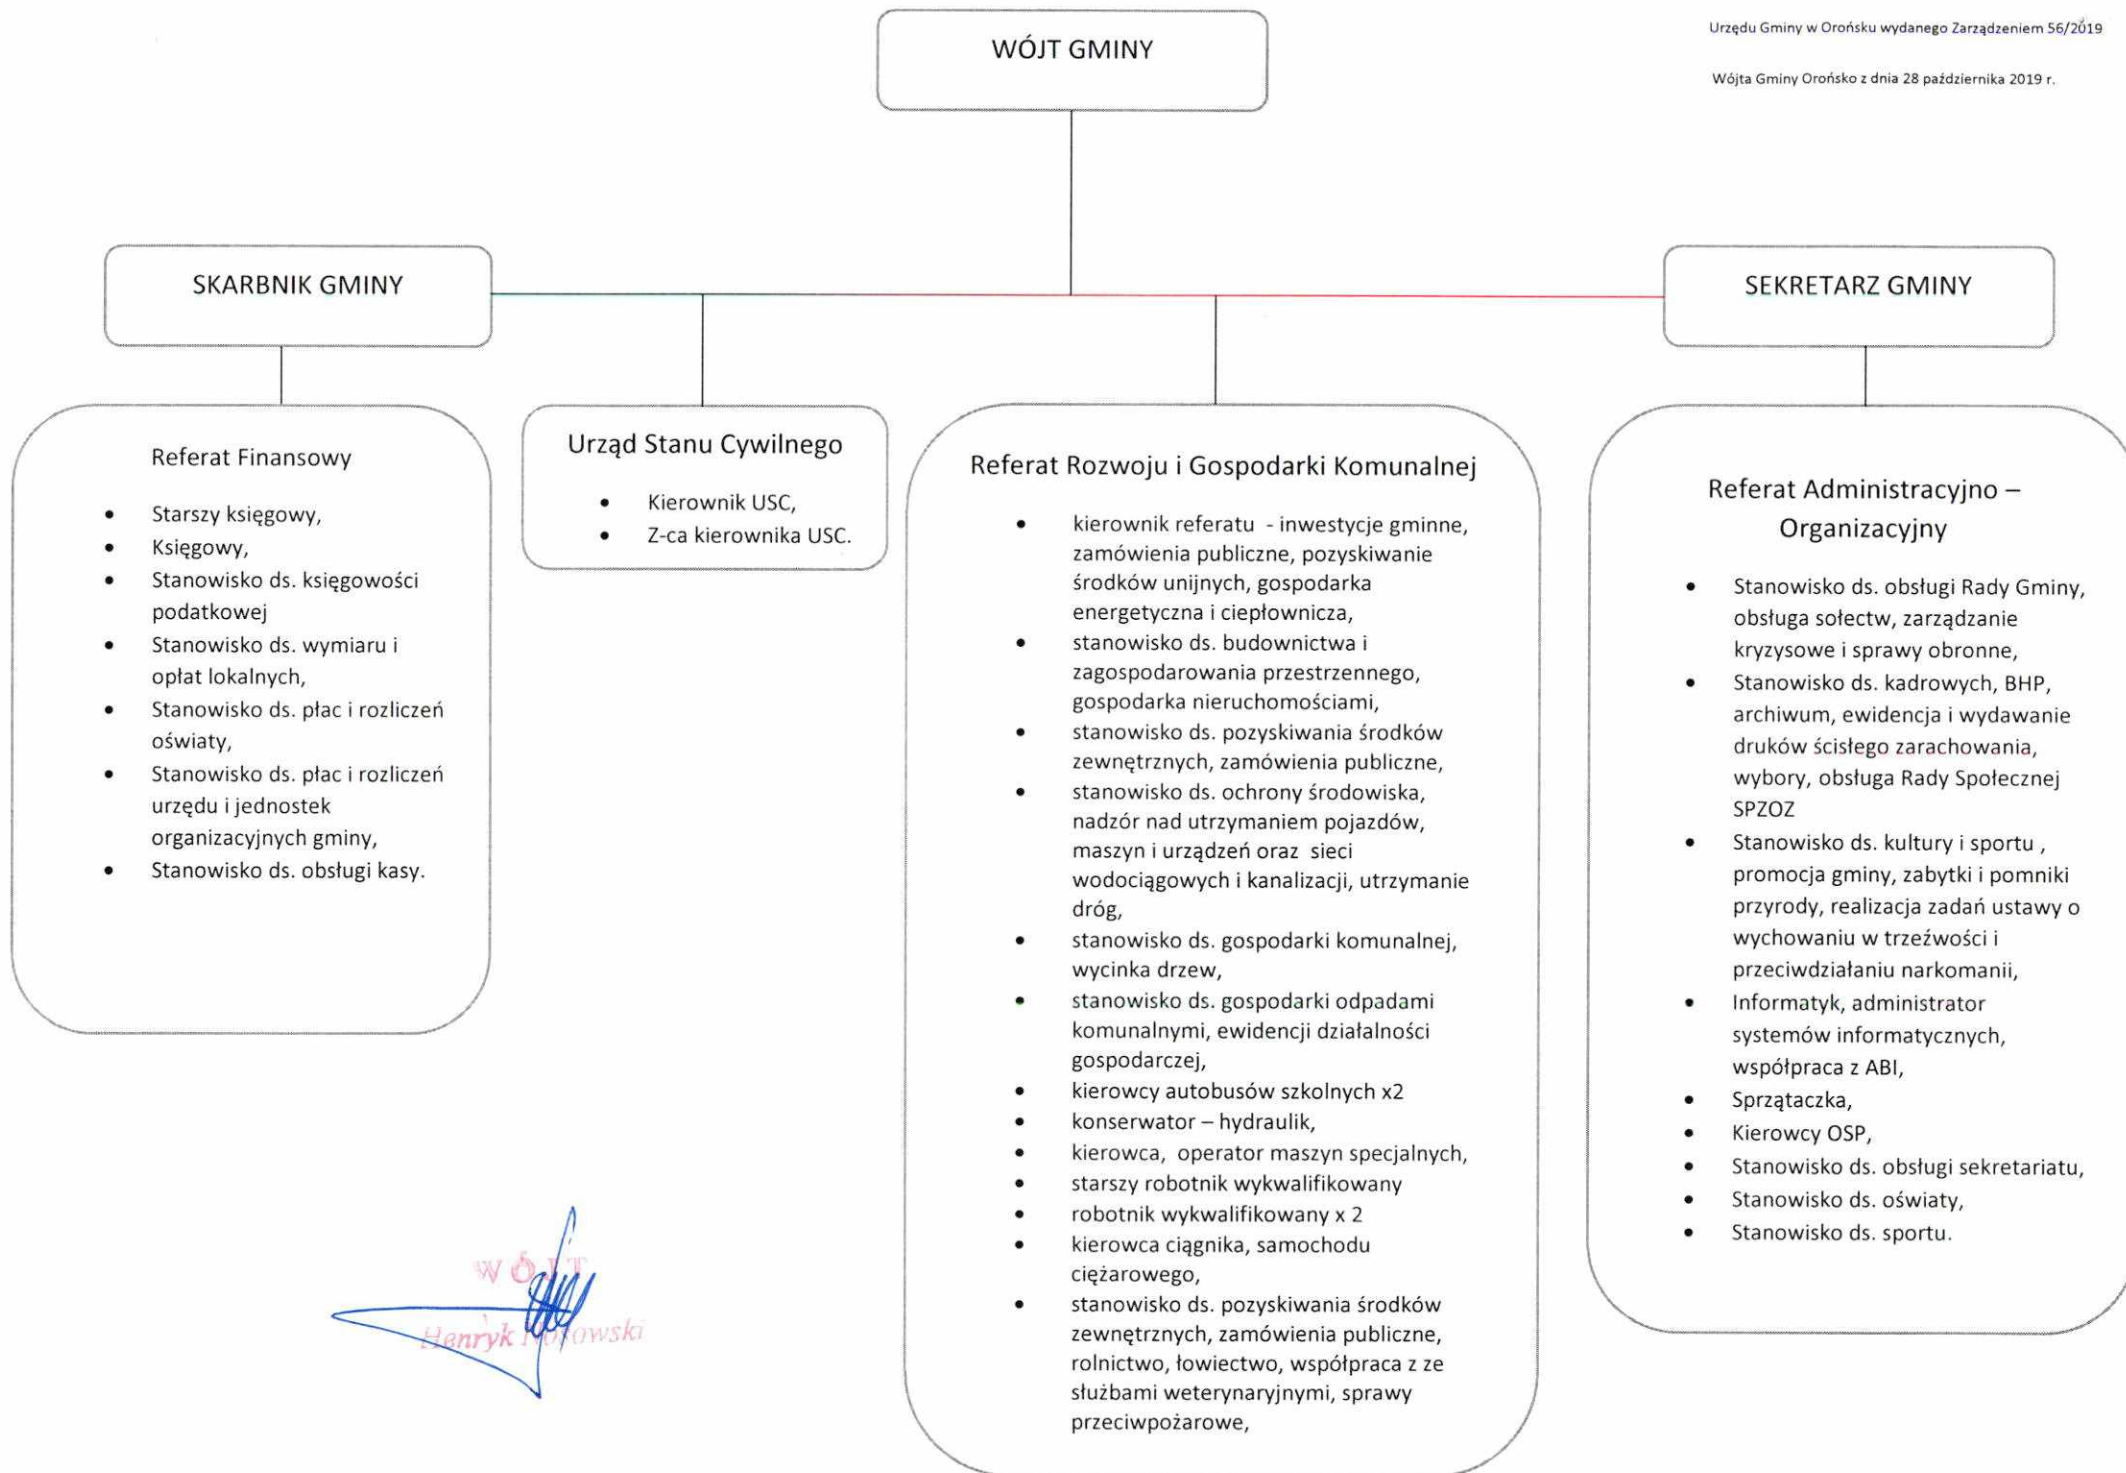 WÓJT GMINY
Urzędu Gminy w Orońsku wydanego Zarządzeniem 56/2019
Wójta Gminy Orońsko z dnia 28 października 2019 r.
SKARBNIK GMINY
SEKRETARZ GMINY
Referat Finansowy
• Starszy księgowy,
• Księgowy,
• Stanowisko ds. księgowości
podatkowej
• Stanowisko ds. wymiaru i
opłat lokalnych,
• Stanowisko ds. płac i rozliczeń
oświaty,
• Stanowisko ds. płac i rozliczeń
urzędu i jednostek
organizacyjnych gminy,
• Stanowisko ds. obsługi kasy.
Urząd Stanu Cywilnego
• Kierownik USC,
• Z-ca kierownika USC.
Referat Rozwoju i Gospodarki Komunalnej
• kierownik referatu - inwestycje gminne,
zamówienia publiczne, pozyskiwanie
środków unijnych, gospodarka
energetyczna i ciepłownicza,
• stanowisko ds. budownictwa i
zagospodarowania przestrzennego,
gospodarka nieruchomościami,
• stanowisko ds. pozyskiwania środków
zewnętrznych, zamówienia publiczne,
• stanowisko ds. ochrony środowiska,
nadzór nad utrzymaniem pojazdów,
maszyn i urządzeń oraz sieci
wodociągowych i kanalizacji, utrzymanie
dróg,
• stanowisko ds. gospodarki komunalnej,
wycinka drzew,
• stanowisko ds. gospodarki odpadami
komunalnymi, ewidencji działalności
gospodarczej,
• kierowcy autobusów szkolnych x2
• konserwator – hydraulik,
• kierowca, operator maszyn specjalnych,
• starszy robotnik wykwalifikowany
• robotnik wykwalifikowany x 2
• kierowca ciągnika, samochodu
ciężarowego,
• stanowisko ds. pozyskiwania środków
zewnętrznych, zamówienia publiczne,
rolnictwo, łowiectwo, współpraca z ze
służbami weterynaryjnymi, sprawy
przeciwpożarowe,
Referat Administracyjno –
Organizacyjny
• Stanowisko ds. obsługi Rady Gminy,
obsługa sołectw, zarządzanie
kryzysowe i sprawy obronne,
• Stanowisko ds. kadrowych, BHP,
archiwum, ewidencja i wydawanie
druków ścisłego zarachowania,
wybory, obsługa Rady Społecznej
SPZOZ
• Stanowisko ds. kultury i sportu ,
promocja gminy, zabytki i pomniki
przyrody, realizacja zadań ustawy o
wychowaniu w trzeźwości i
przeciwdziałaniu narkomanii,
• Informatyk, administrator
systemów informatycznych,
współpraca z ABI,
• Sprzątaczka,
• Kierowcy OSP,
• Stanowisko ds. obsługi sekretariatu,
• Stanowisko ds. oświaty,
• Stanowisko ds. sportu.
WÓJT
Henryk